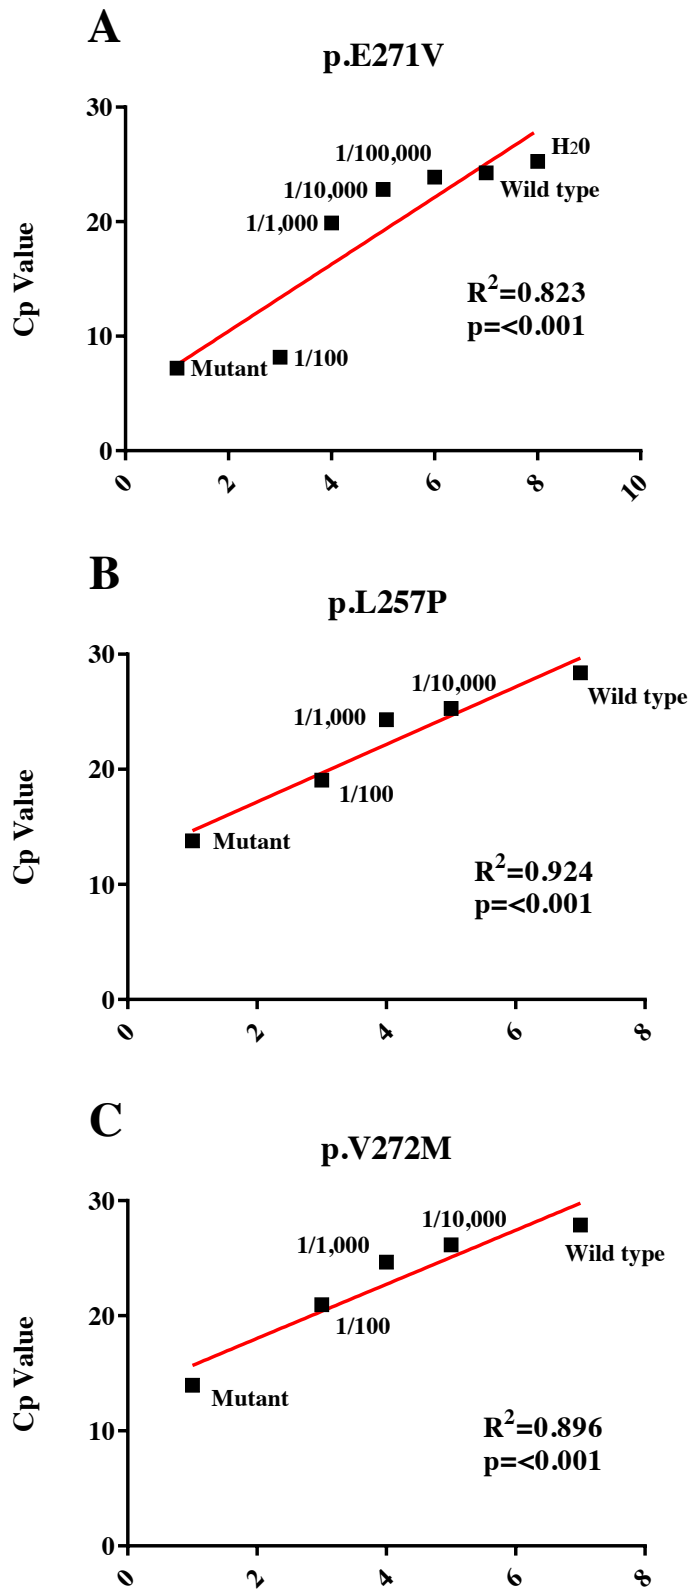 A
p.E271V
Cp Value
30
20
10
0
1/100,000
H20
1/10,000
Wild type
1/1,000
R2=0.823
p=<0.001
Mutant
1/100
0
2
4
6
8
10
B
p.L257P
Cp Value
30
20
10
0
1/10,000
Wild type
1/1,000
1/100
Mutant
R2=0.924
p=<0.001
0
2
4
6
8
C
p.V272M
Cp Value
30
20
10
0
1/10,000
1/1,000
Wild type
1/100
Mutant
R2=0.896
p=<0.001
0
2
4
6
8